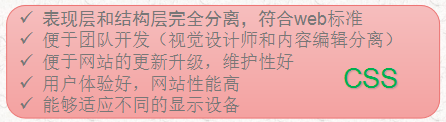 ✓ 表现层和结构层完全分离，符合web标准
✓ 便于团队开发（视觉设计师和内容编辑分离）
✓ 便于网站的更新升级，维护性好
✓ 用户体验好，网站性能高
✓ 能够适应不同的显示设备
CSS